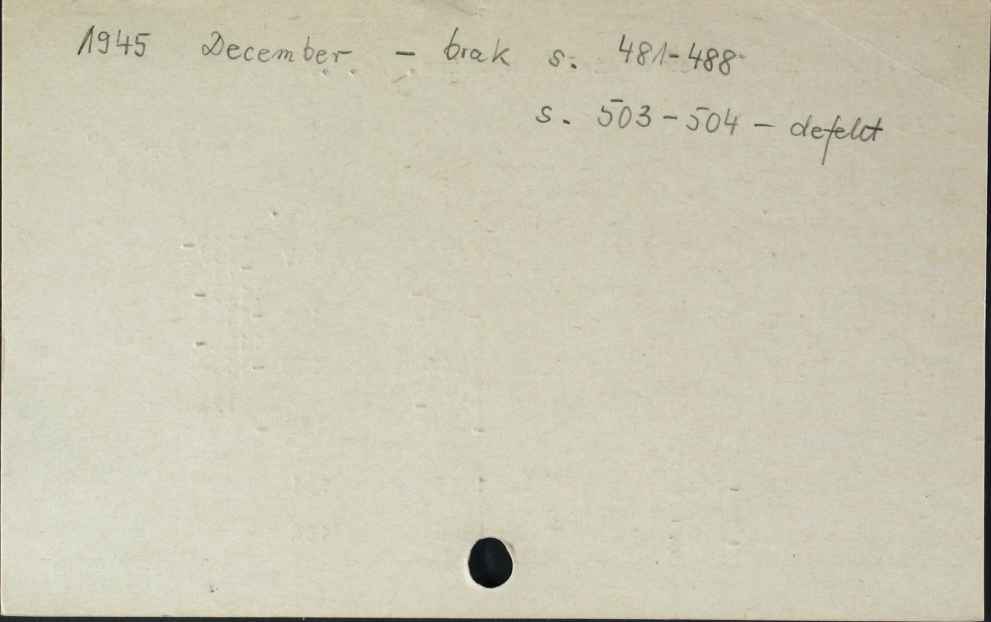 1945 December - brak s. 481-488
s. 503-504 - defekt